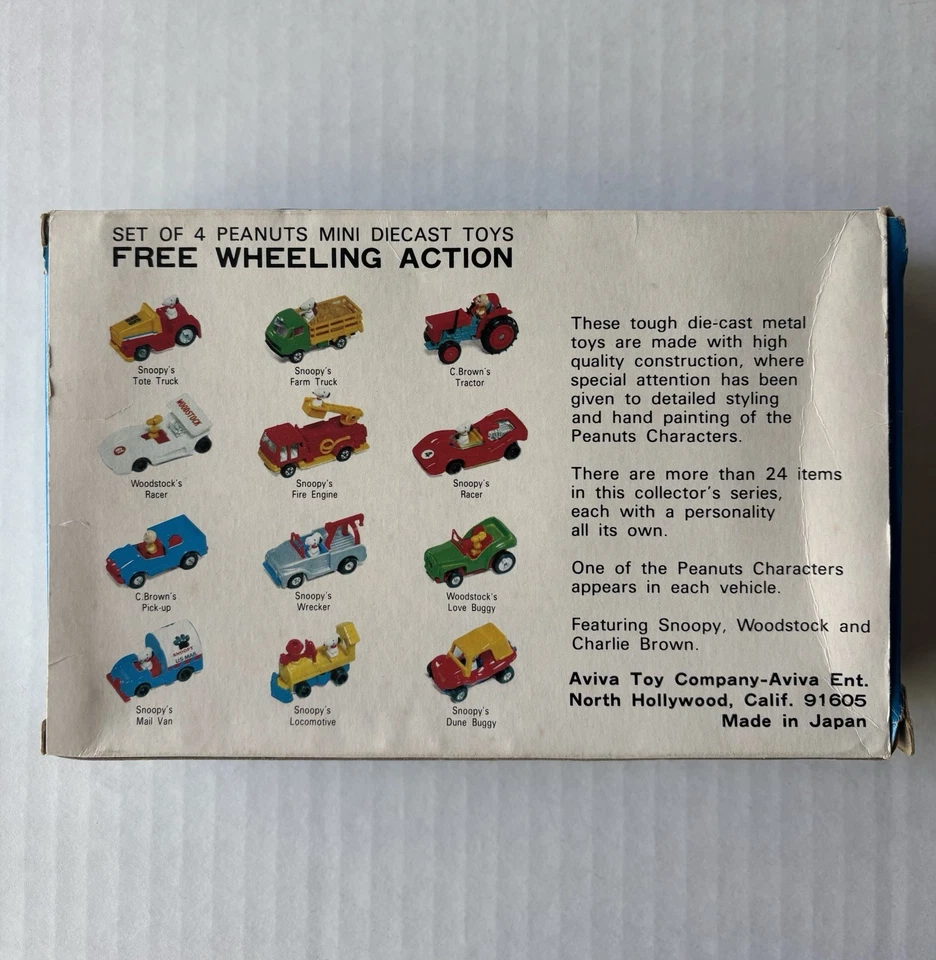 SET OF 4 PEANUTS MINI DIECAST TOYS
FREE WHEELING ACTION
Snoopy's
Tote Truck
Snoopy's
Farm Truck
C.Brown's
Tractor
WOODSTOCK
Woodstock's
Racer
Snoopy's
Fire Engine
4
Snoopy's
Racer
C.Brown's
Pick-up
Snoopy's
Wrecker
Woodstock's
Love Buggy
SNOOPY
US MAIL
Snoopy's
Mail Van
Snoopy's
Locomotive
Snoopy's
Dune Buggy
These tough die-cast metal
toys are made with high
quality construction, where
special attention has been
given to detailed styling
and hand painting of the
Peanuts Characters.
There are more than 24 items
in this collector's series,
each with a personality
all its own.
One of the Peanuts Characters
appears in each vehicle.
Featuring Snoopy, Woodstock and
Charlie Brown.
Aviva Toy Company-Aviva Ent.
North Hollywood, Calif. 91605
Made in Japan